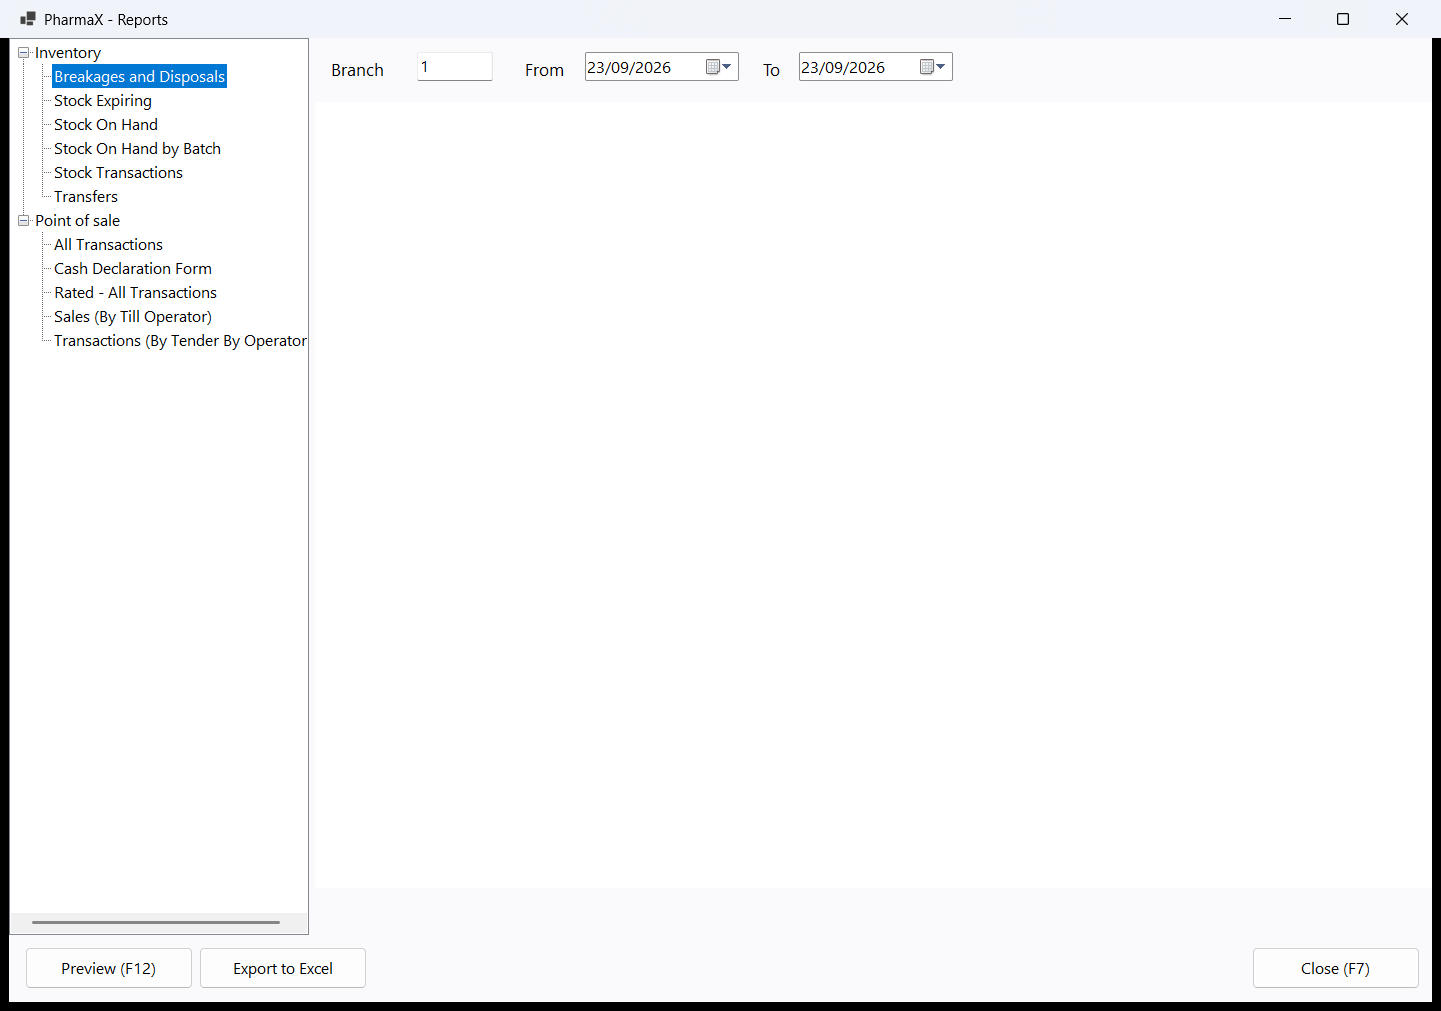 PharmaX - Reports
Inventory
Breakages and Disposals
Stock Expiring
Stock On Hand
Stock On Hand by Batch
Stock Transactions
Transfers
Point of sale
All Transactions
Cash Declaration Form
Rated - All Transactions
Sales (By Till Operator)
Transactions (By Tender By Operator
Branch 1 From 23/09/2026 To 23/09/2026
Preview (F12) Export to Excel Close (F7)